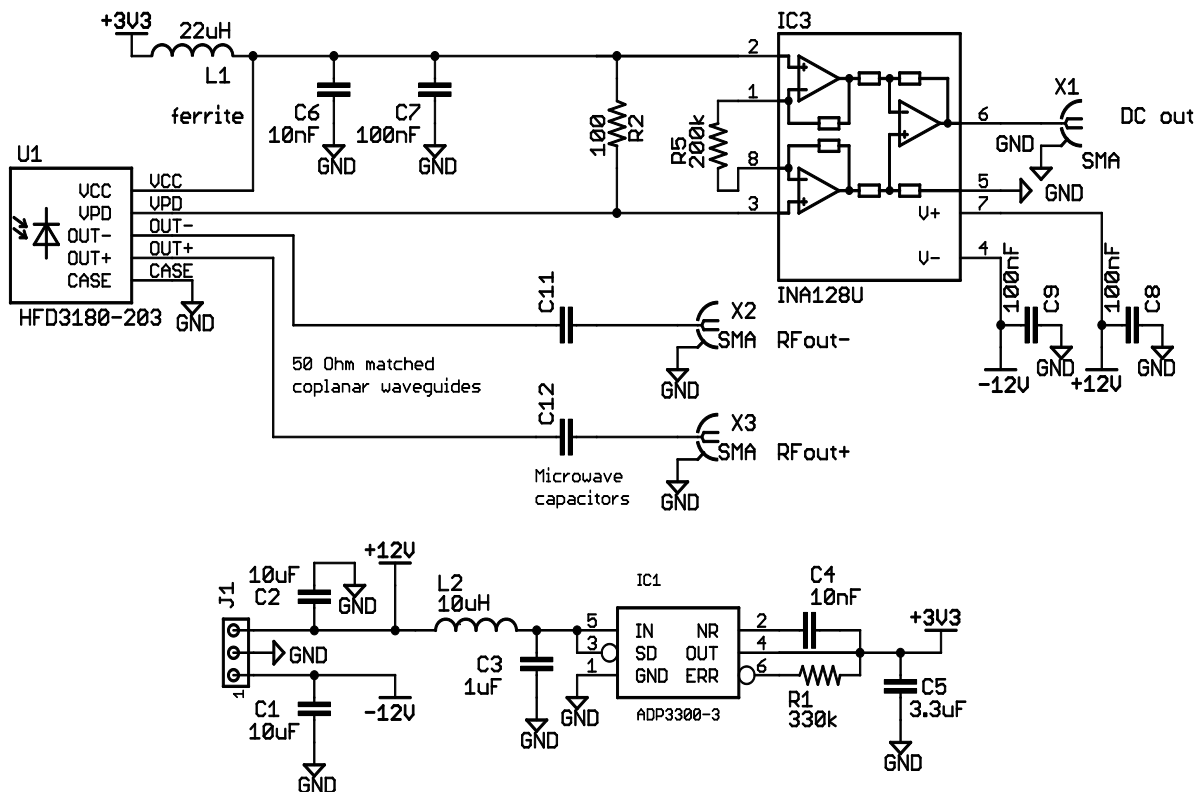 +3V3
22uH
L1
ferrite
C6
10nF
GND
C7
100nF
GND
100
R2
R5
200k
IC3
2
1
8
3
6
5
7
4
V+
V-
INA128U
X1
DC out
GND
SMA
GND
100nF
C9
GND
-12V
100nF
C8
GND
+12V
U1
VCC
VPD
OUT-
OUT+
CASE
VCC
VPD
OUT-
OUT+
CASE
GND
HFD3180-203
50 Ohm matched
coplanar waveguides
C11
X2
SMA RFout-
GND
C12
X3
SMA RFout+
GND
Microwave
capacitors
+12V
10uF
C2
GND
J1
GND
1
C1
10uF
GND
-12V
L2
10uH
C3
1uF
GND
GND
IC1
5
3
1
IN
SD
GND
NR
OUT
ERR
2
4
6
ADP3300-3
C4
10nF
R1
330k
+3V3
C5
3.3uF
GND